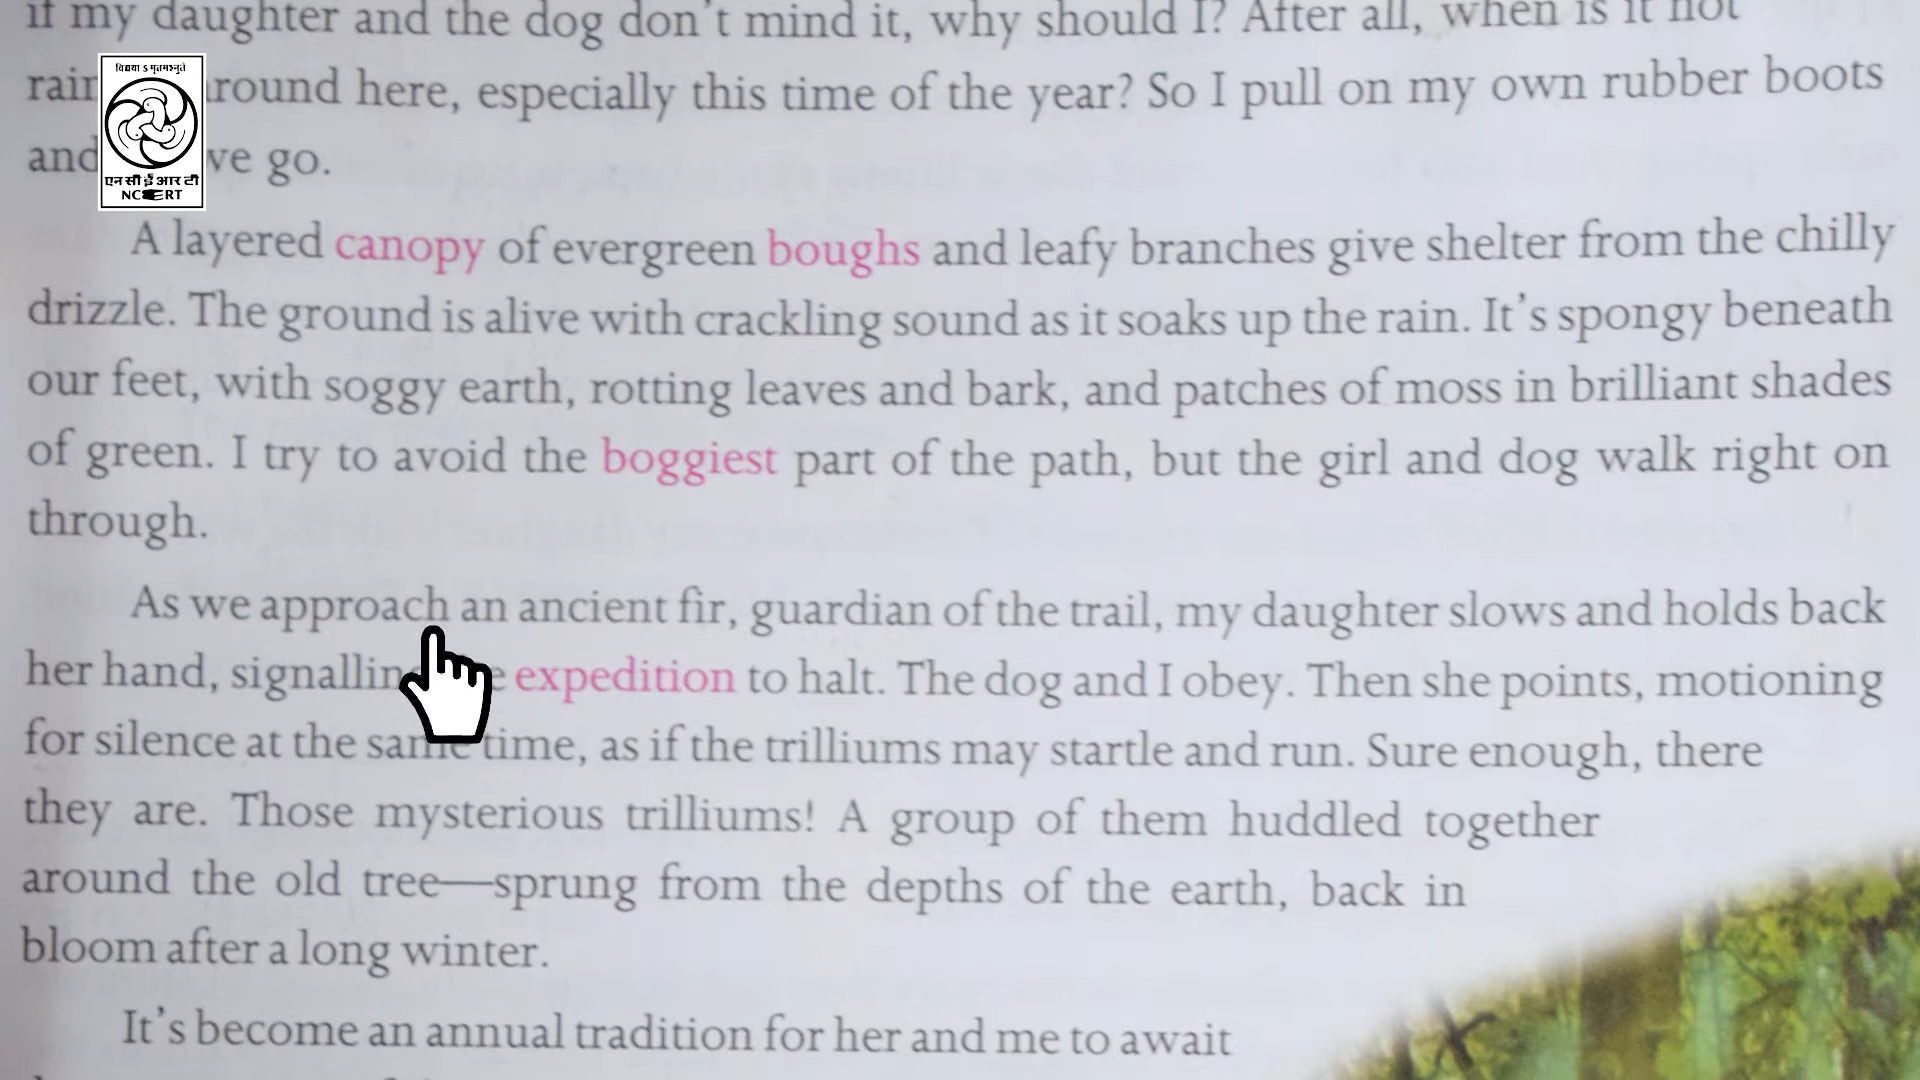 if my daughter and the dog don't mind it, why should I? After all, when is it not
विद्यया ऽ मृतमश्नुते
rain round here, especially this time of the year? So I pull on my own rubber boots
and we go.
एन सी ई आर टी
NCERT
A layered canopy of evergreen boughs and leafy branches give shelter from the chilly
drizzle. The ground is alive with crackling sound as it soaks up the rain. It's spongy beneath
our feet, with soggy earth, rotting leaves and bark, and patches of moss in brilliant shades
of green. I try to avoid the boggiest part of the path, but the girl and dog walk right on
through.
As we approach an ancient fir, guardian of the trail, my daughter slows and holds back
her hand, signallin e expedition to halt. The dog and I obey. Then she points, motioning
for silence at the same time, as if the trilliums may startle and run. Sure enough, there
they are. Those mysterious trilliums! A group of them huddled together
around the old tree—sprung from the depths of the earth, back in
bloom after a long winter.
It's become an annual tradition for her and me to await